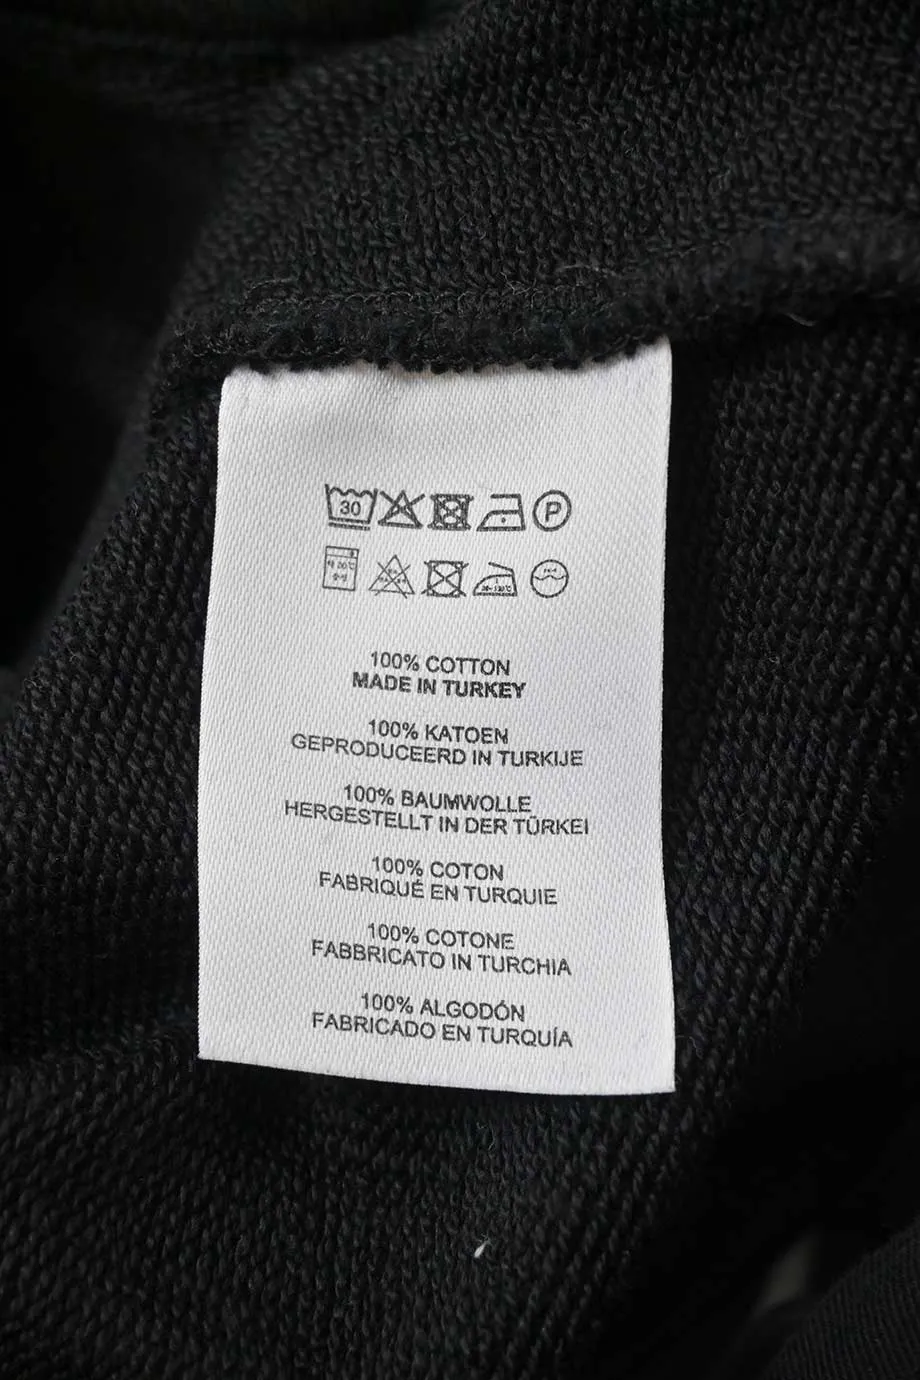 30 P
100% COTTON
MADE IN TURKEY
100% KATOEN
GEPRODUCEERD IN TURKIJE
100% BAUMWOLLE
HERGESTELLT IN DER TÜRKEI
100% COTON
FABRIQUÉ EN TURQUIE
100% COTONE
FABBRICATO IN TURCHIA
100% ALGODÓN
FABRICADO EN TURQUÍA